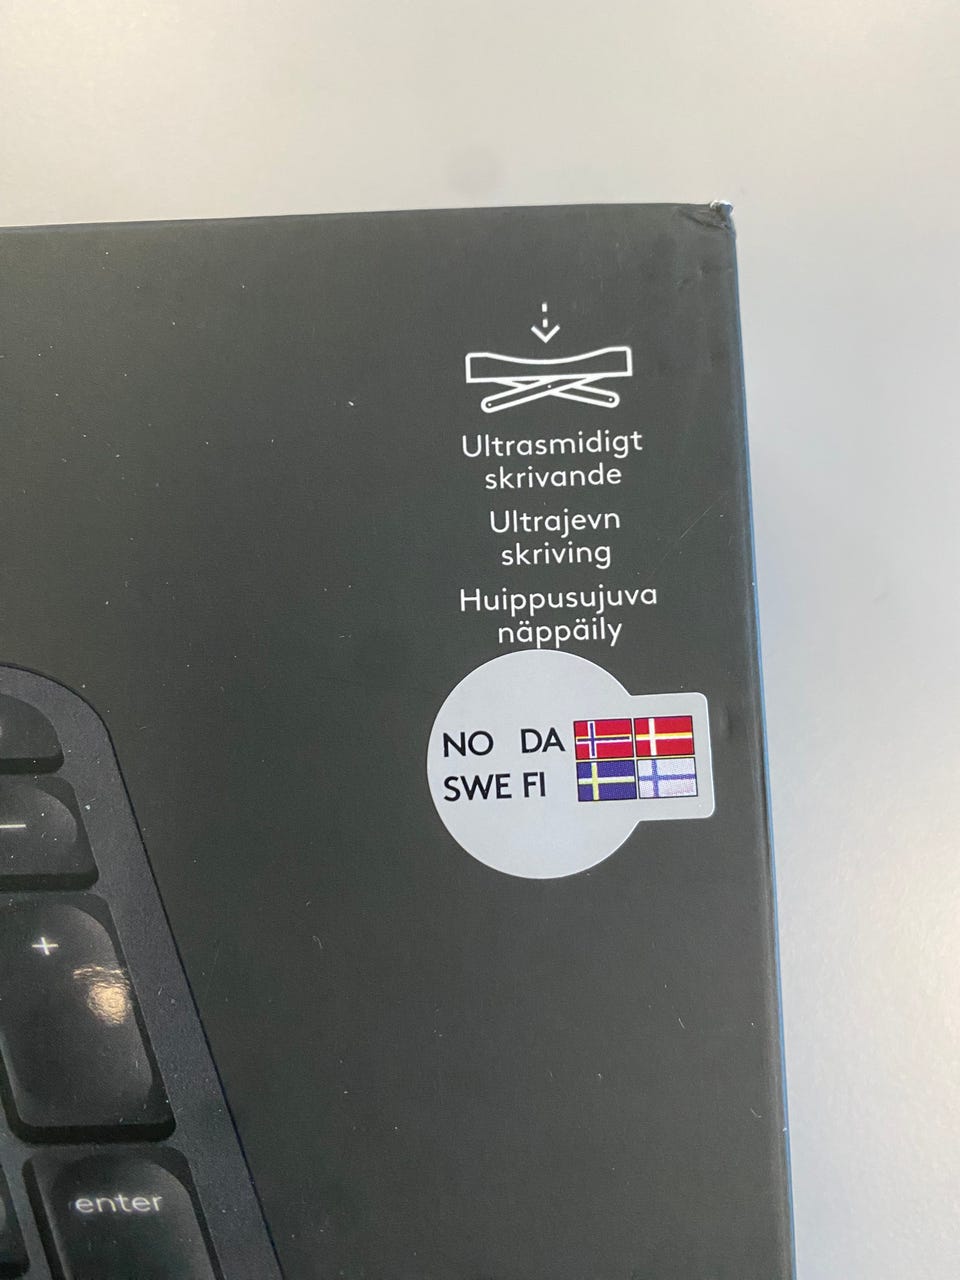 Ultrasmidigt
skrivande
Ultrajevn
skriving
Huippusujuva
näppäily
NO DA
SWE FI
+
enter